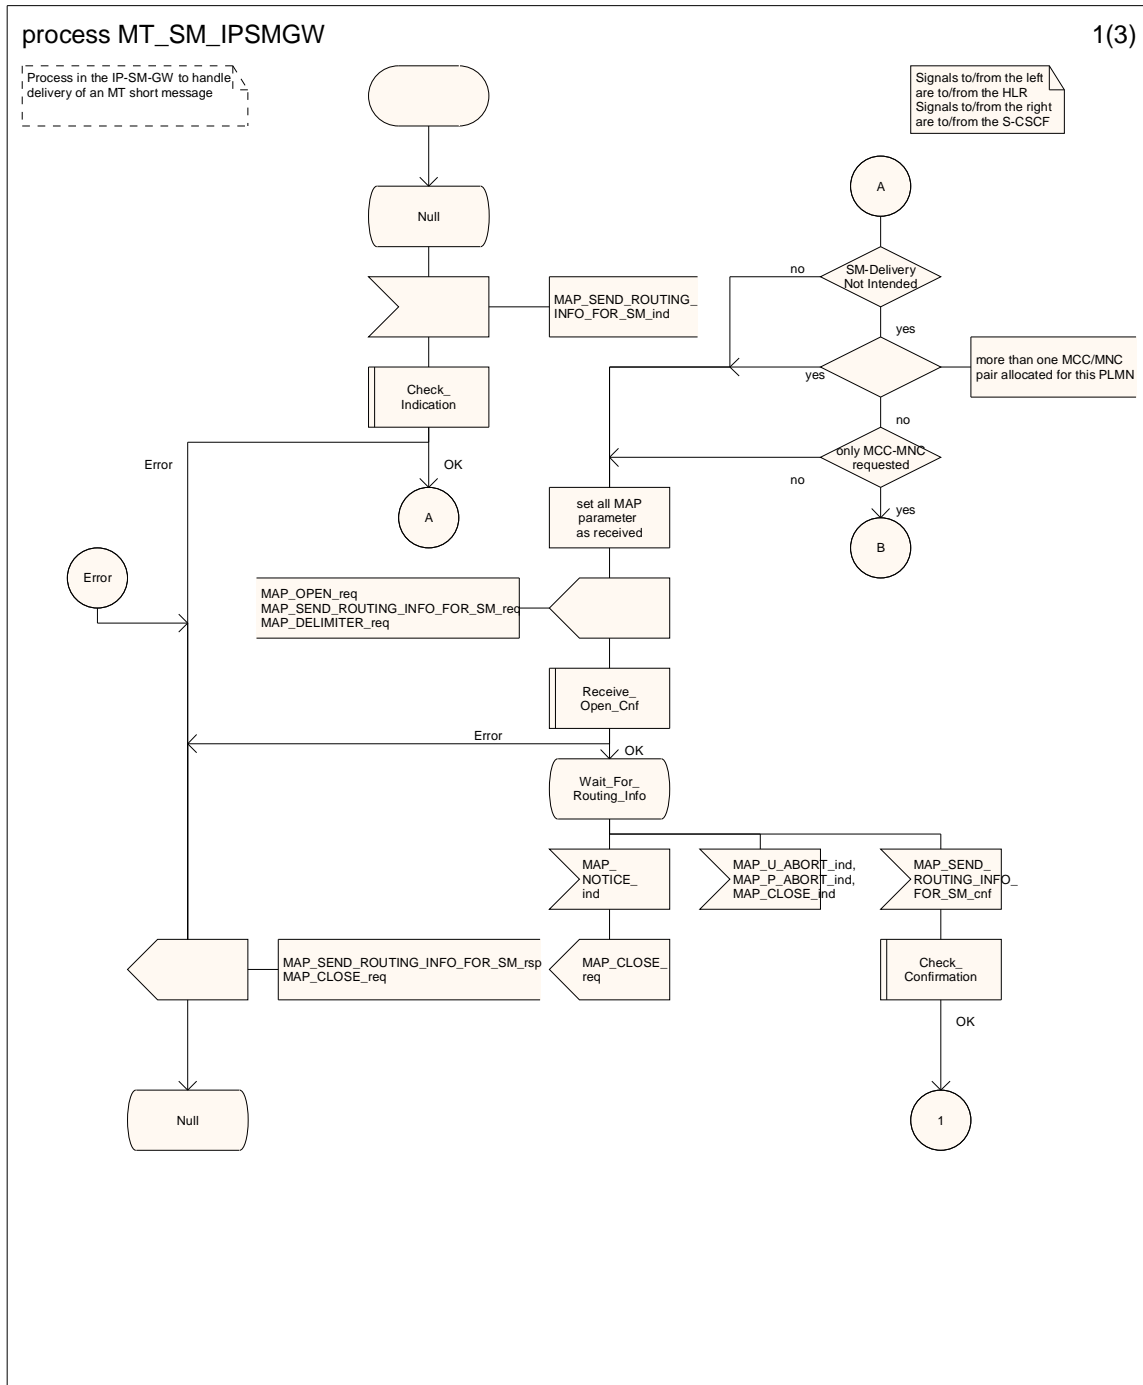 process MT_SM_IPSMGW
1(3)
Process in the IP-SM-GW to handle
delivery of an MT short message
Signals to/from the left
are to/from the HLR
Signals to/from the right
are to/from the S-CSCF
Null
MAP_SEND_ROUTING_
INFO_FOR_SM_ind
Check_
Indication
Error
OK
A
A
SM-Delivery
Not Intended
no
yes
more than one MCC/MNC
pair allocated for this PLMN
yes
no
only MCC-MNC
requested
no
yes
B
set all MAP
parameter
as received
Error
MAP_OPEN_req
MAP_SEND_ROUTING_INFO_FOR_SM_req
MAP_DELIMITER_req
Receive_
Open_Cnf
Error
OK
Wait_For_
Routing_Info
MAP_
NOTICE_
ind
MAP_U_ABORT_ind,
MAP_P_ABORT_ind,
MAP_CLOSE_ind
MAP_SEND_
ROUTING_INFO_
FOR_SM_cnf
MAP_SEND_ROUTING_INFO_FOR_SM_rsp
MAP_CLOSE_req
MAP_CLOSE_
req
Check_
Confirmation
OK
Null
1